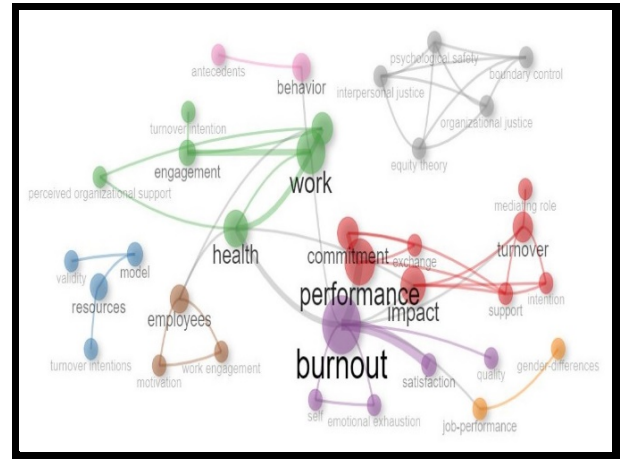 psychological safety
antecedents
boundary control
behavior
interpersonal justice
organizational justice
turnover intention
equity theory
engagement
work
perceived organizational support
mediating role
health
commitment
exchange
turnover
validity
model
resources
performance
impact
support
intention
employees
turnover intentions
motivation
work engagement
burnout
satisfaction
quality
gender-differences
self
emotional exhaustion
job-performance